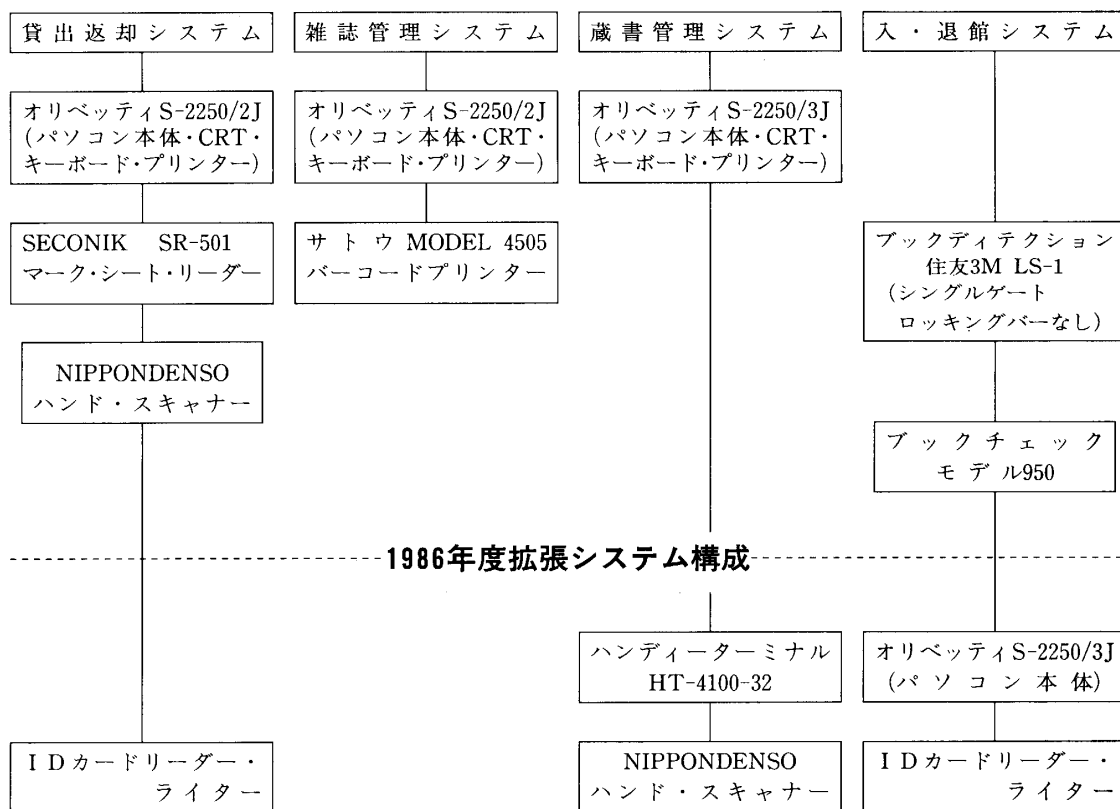 貸出返却システム
雑誌管理システム
蔵書管理システム
入・退館システム
オリベッティS-2250/2J
(パソコン本体・CRT・
キーボード・プリンター)
オリベッティS-2250/2J
(パソコン本体・CRT・
キーボード・プリンター)
オリベッティS-2250/3J
(パソコン本体・CRT・
キーボード・プリンター)
SECONIK SR-501
マーク・シート・リーダー
サトウ MODEL 4505
バーコードプリンター
ブックディテクション
住友3M LS-1
(シングルゲート
ロッキングバーなし)
NIPPONDENSO
ハンド・スキャナー
ブックチェック
モデル950
1986年度拡張システム構成
ハンディーターミナル
HT-4100-32
オリベッティS-2250/3J
(パソコン本体)
IDカードリーダー・
ライター
NIPPONDENSO
ハンド・スキャナー
IDカードリーダー・
ライター